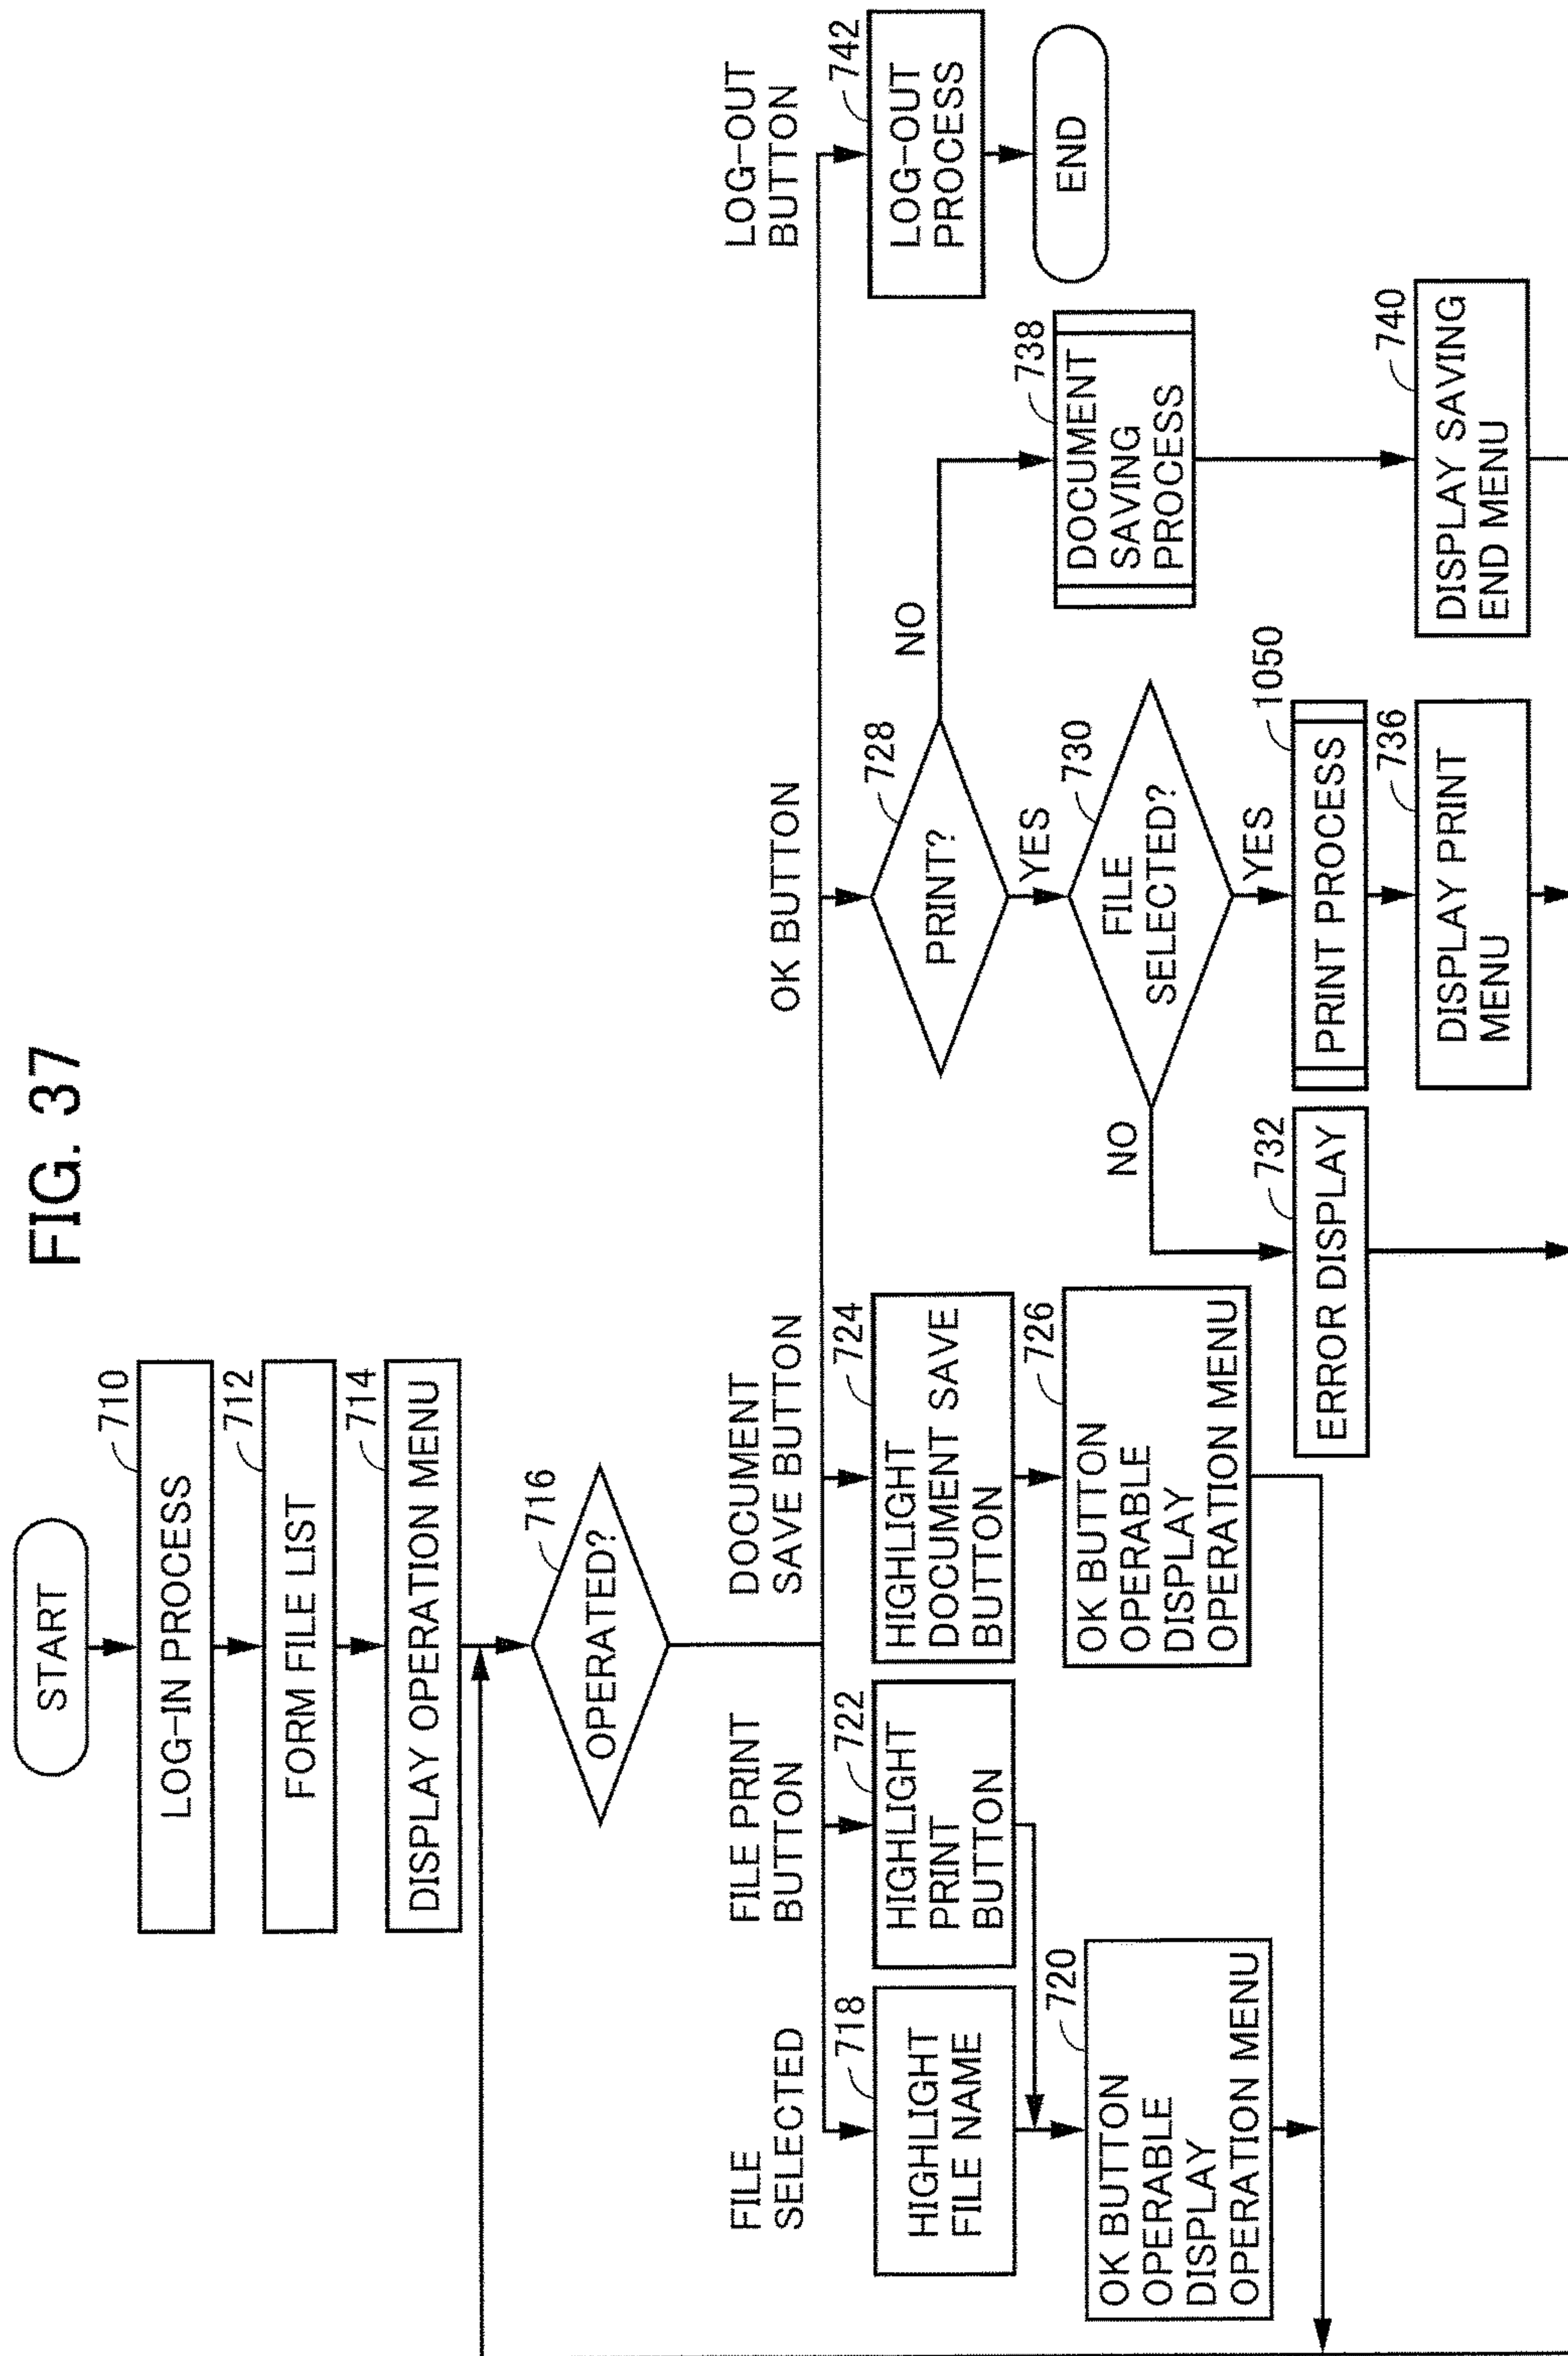 FIG. 37
START
710
LOG-IN PROCESS
712
FORM FILE LIST
714
DISPLAY OPERATION MENU
716
OPERATED?
FILE
SELECTED
718
HIGHLIGHT
FILE NAME
FILE PRINT
BUTTON
722
HIGHLIGHT
PRINT
BUTTON
720
OK BUTTON
OPERABLE
DISPLAY
OPERATION MENU
DOCUMENT
SAVE BUTTON
724
HIGHLIGHT
DOCUMENT SAVE
BUTTON
726
OK BUTTON
OPERABLE
DISPLAY
OPERATION MENU
OK BUTTON
728
PRINT?
NO
YES
730
FILE
SELECTED?
NO
YES
732
ERROR DISPLAY
1050
PRINT PROCESS
736
DISPLAY PRINT
MENU
738
DOCUMENT
SAVING
PROCESS
740
DISPLAY SAVING
END MENU
LOG-OUT
BUTTON
742
LOG-OUT
PROCESS
END